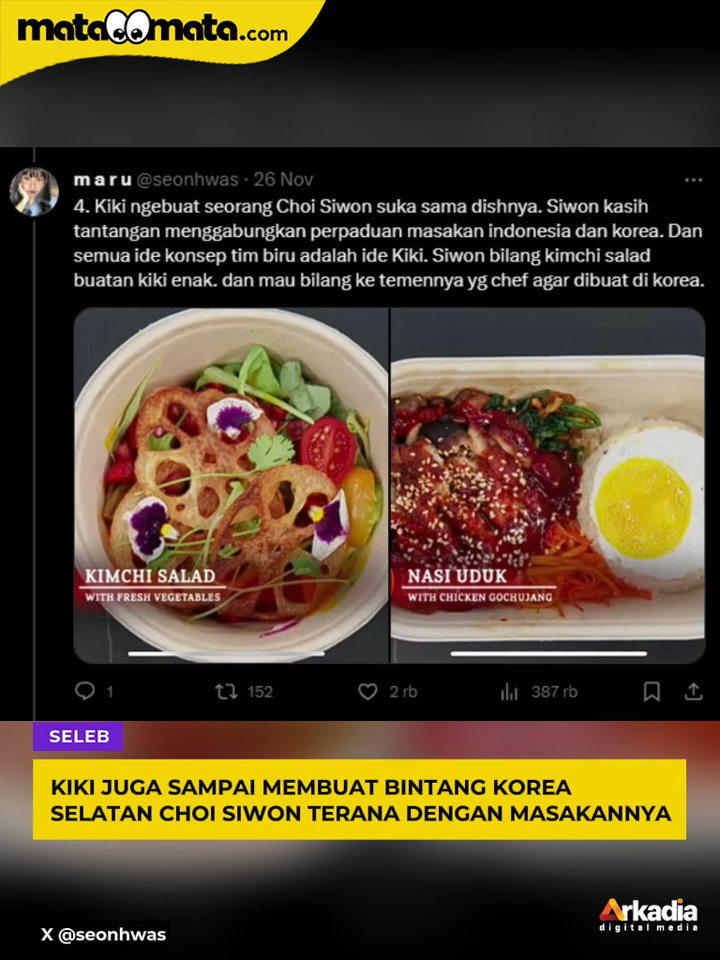 mata mata.com
maru @seonhwas · 26 Nov
4. Kiki ngebuat seorang Choi Siwon suka sama dishnya. Siwon kasih
tantangan menggabungkan perpaduan masakan indonesia dan korea. Dan
semua ide konsep tim biru adalah ide Kiki. Siwon bilang kimchi salad
buatan kiki enak. dan mau bilang ke temennya yg chef agar dibuat di korea.
KIMCHI SALAD
WITH FRESH VEGETABLES
NASI UDUK
WITH CHICKEN GOCHUJANG
1 152 2 rb 387 rb
SELEB
KIKI JUGA SAMPAI MEMBUAT BINTANG KOREA
SELATAN CHOI SIWON TERANA DENGAN MASAKANNYA
X @seonhwas
Arkadia
digital media